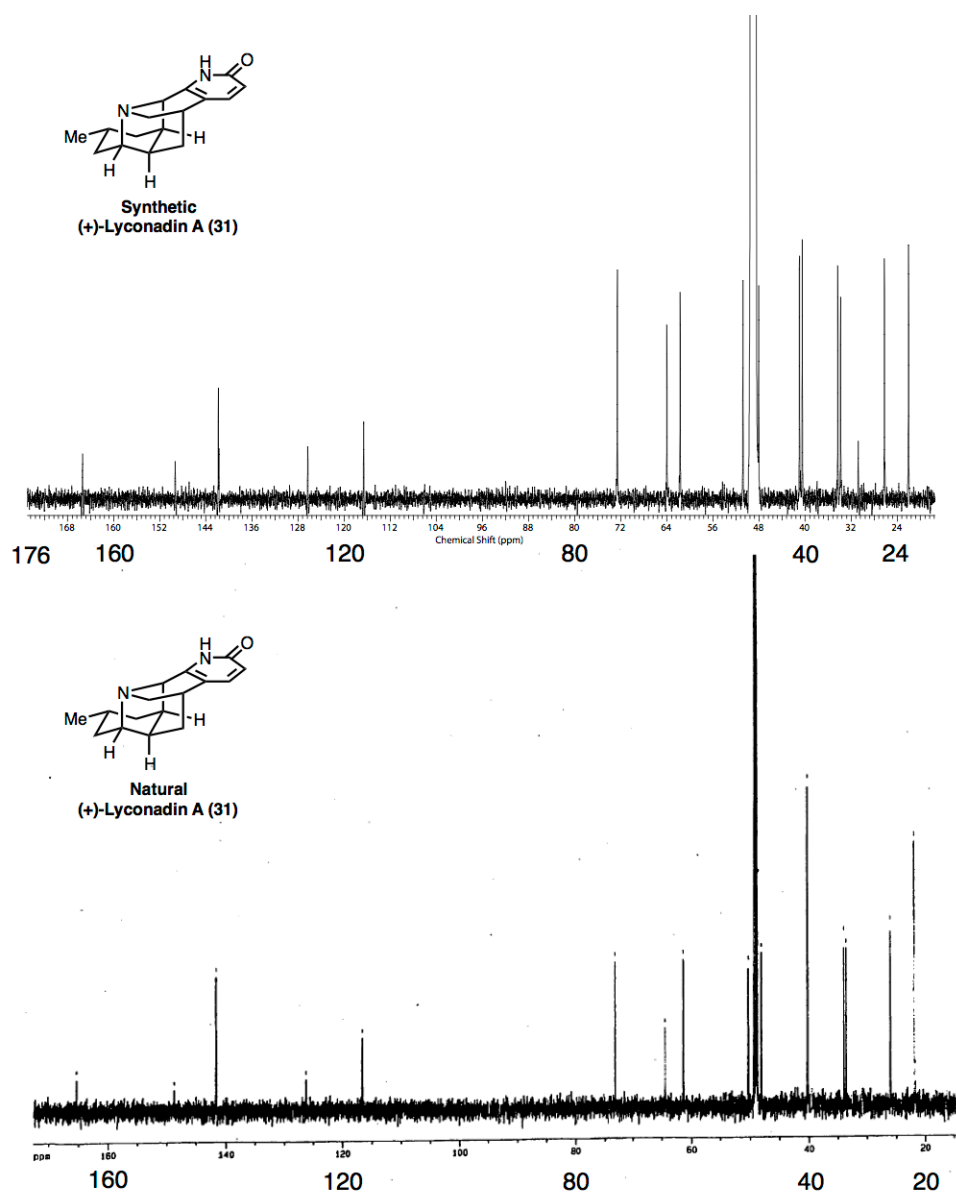 H
N
O
N
Me
H
H
H
Synthetic
(+)-Lyconadin A (31)
168 160 152 144 136 128 120 112 104 96 88 80 72 64 56 48 40 32 24
Chemical Shift (ppm)
176 160 120 80 40 24
H
N
O
N
Me
H
H
H
Natural
(+)-Lyconadin A (31)
ppm 160 140 120 100 80 60 40 20
160 120 80 40 20